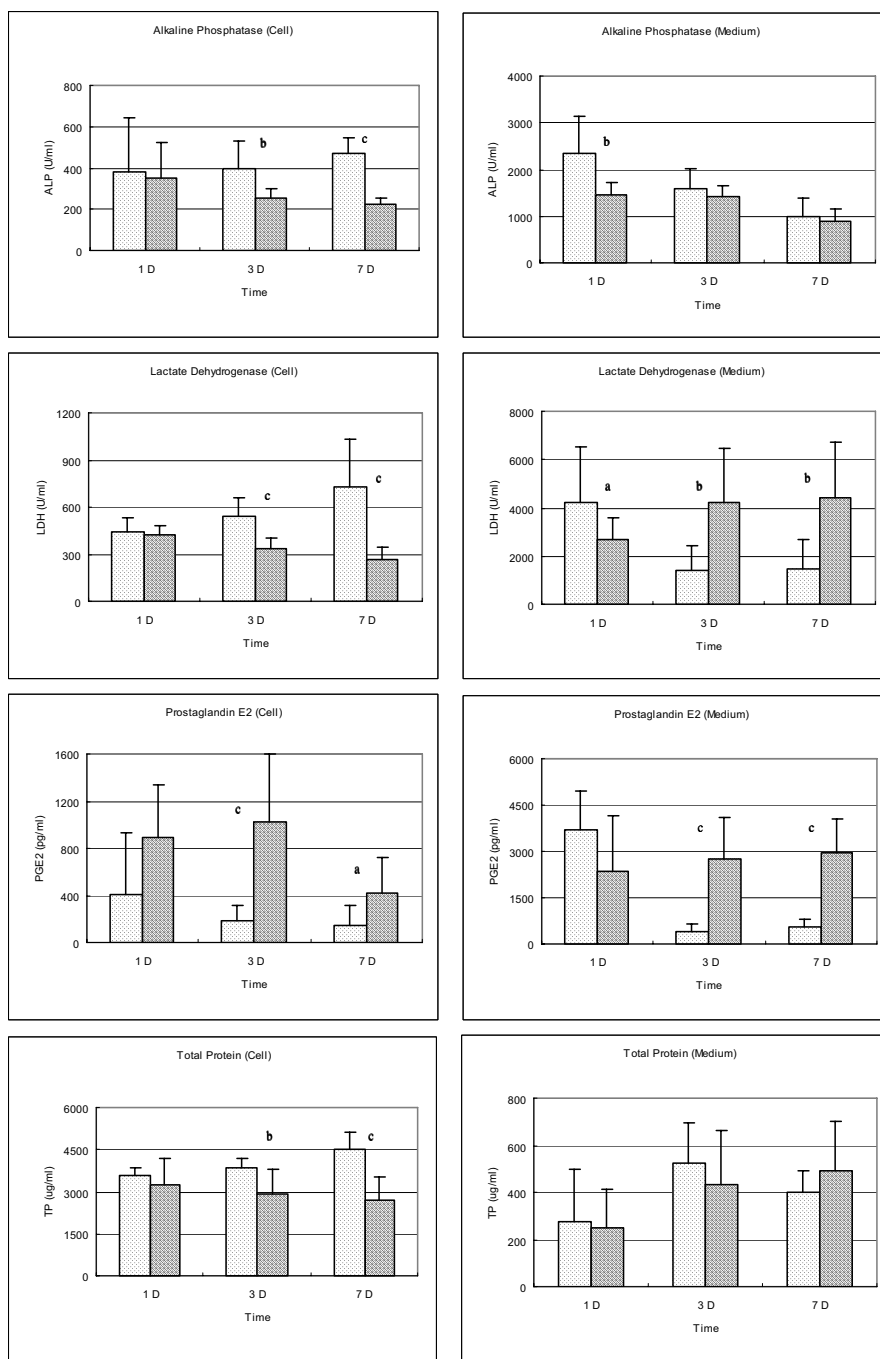 Alkaline Phosphatase (Cell)
800
600
400
200
0
ALP (U/ml)
b
c
1 D
3 D
7 D
Time
Alkaline Phosphatase (Medium)
4000
3000
2000
1000
0
ALP (U/ml)
b
1 D
3 D
7 D
Time
Lactate Dehydrogenase (Cell)
1200
900
600
300
0
LDH (U/ml)
c
c
1 D
3 D
7 D
Time
Lactate Dehydrogenase (Medium)
8000
6000
4000
2000
0
LDH (U/ml)
a
b
b
1 D
3 D
7 D
Time
Prostaglandin E2 (Cell)
1600
1200
800
400
0
PGE2 (pg/ml)
c
a
1 D
3 D
7 D
Time
Prostaglandin E2 (Medium)
6000
4500
3000
1500
0
PGE2 (pg/ml)
c
c
1 D
3 D
7 D
Time
Total Protein (Cell)
6000
4500
3000
1500
0
TP (ug/ml)
b
c
1 D
3 D
7 D
Time
Total Protein (Medium)
800
600
400
200
0
TP (ug/ml)
1 D
3 D
7 D
Time